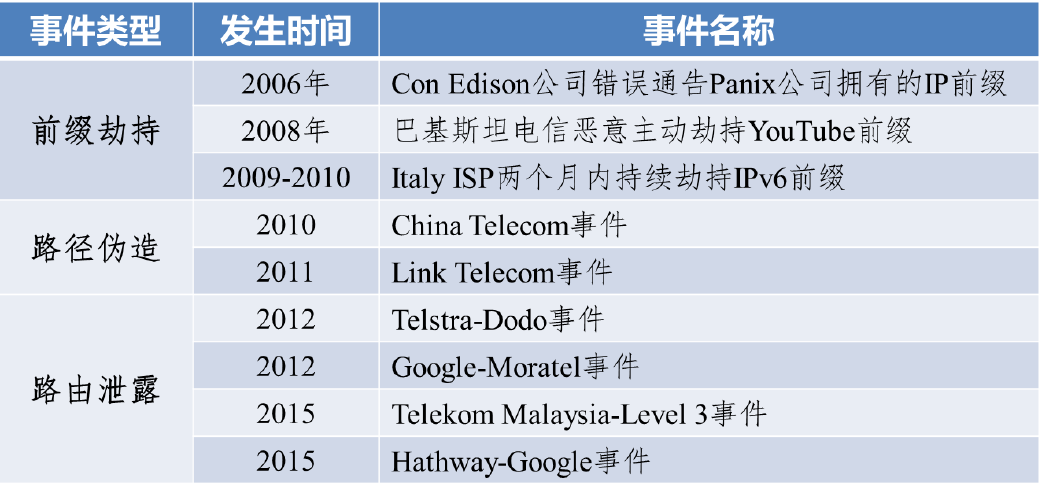 事件类型 发生时间 事件名称
前缀劫持 2006年 Con Edison公司错误通告Panix公司拥有的IP前缀
2008年 巴基斯坦电信恶意主动劫持YouTube前缀
2009-2010 Italy ISP两个月内持续劫持IPv6前缀
路径伪造 2010 China Telecom事件
2011 Link Telecom事件
路由泄露 2012 Telstra-Dodo事件
2012 Google-Moratel事件
2015 Telekom Malaysia-Level 3事件
2015 Hathway-Google事件